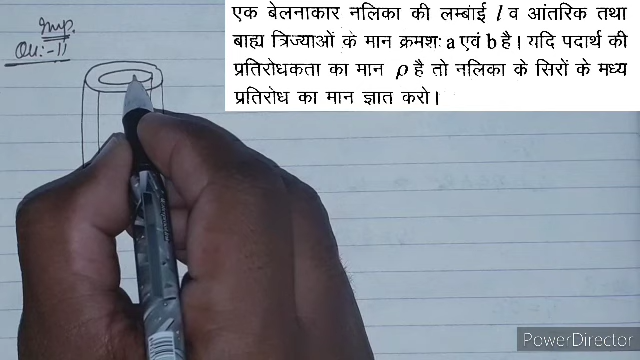 Imp.
Qu:-11
एक बेलनाकार नलिका की लम्बाई l व आंतरिक तथा
बाह्य त्रिज्याओं के मान क्रमशः a एवं b है। यदि पदार्थ की
प्रतिरोधकता का मान ρ है तो नलिका के सिरों के मध्य
प्रतिरोध का मान ज्ञात करो।
PowerDirector